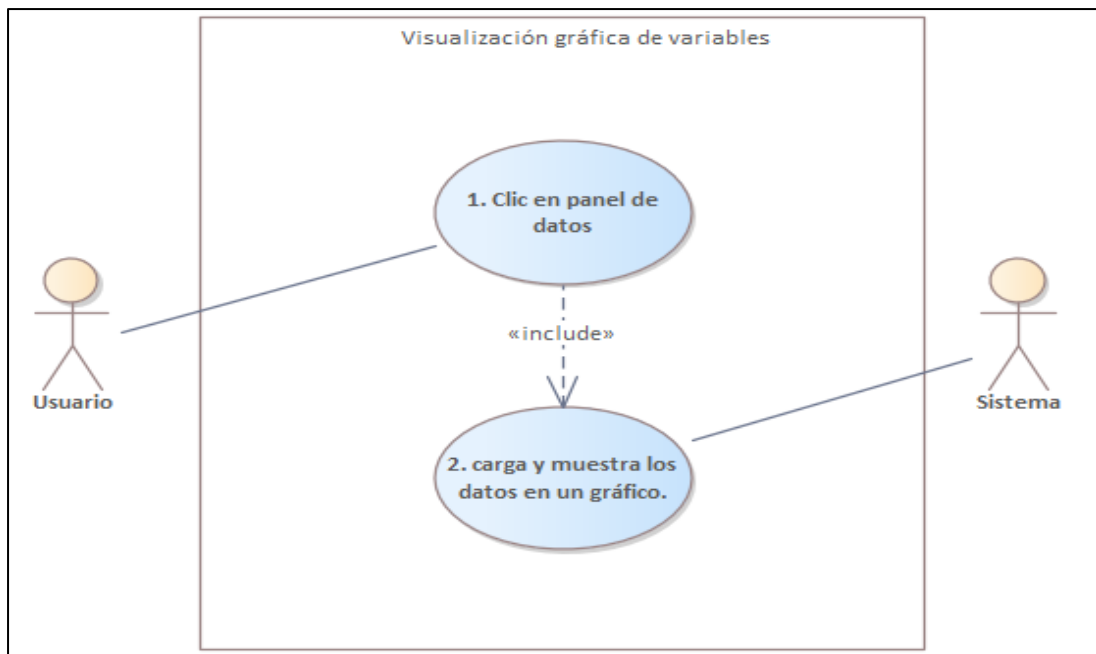 Visualización gráfica de variables
1. Clic en panel de
datos
«include»
Usuario
Sistema
2. carga y muestra los
datos en un gráfico.